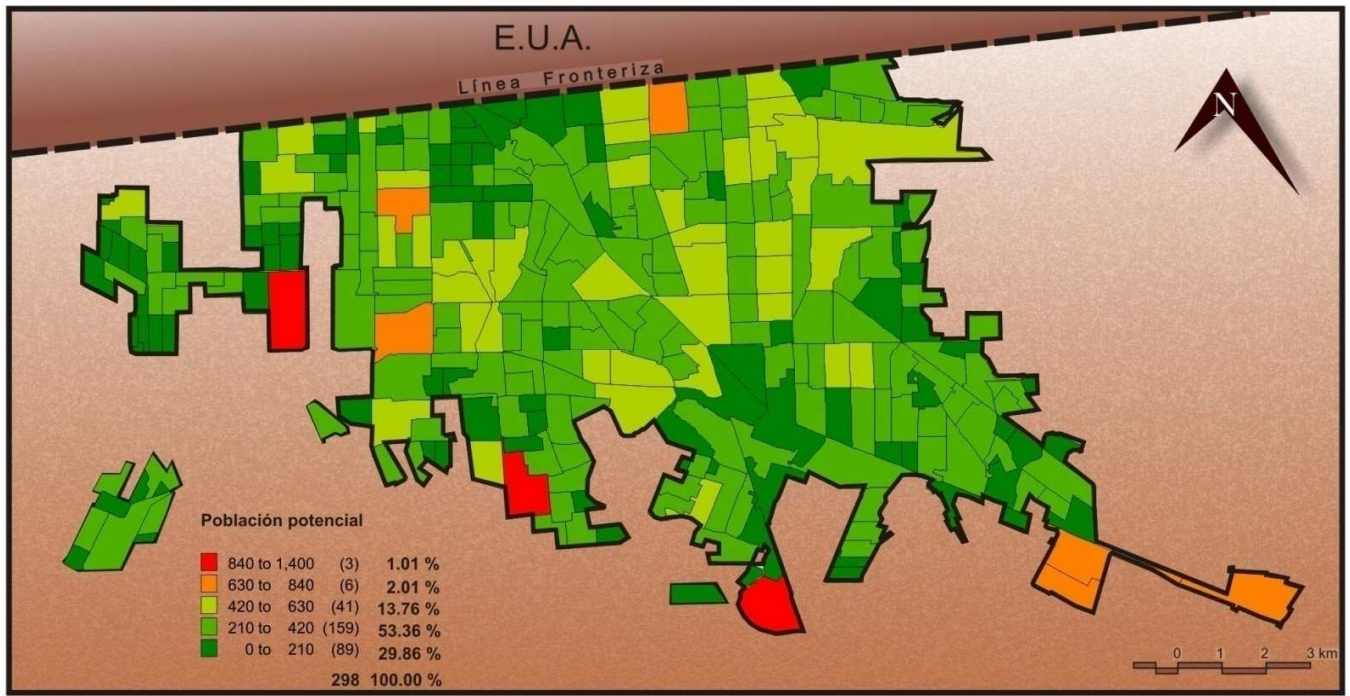 E.U.A.
Línea Fronteriza
N
Población potencial
840 to 1,400 (3) 1.01 %
630 to 840 (6) 2.01 %
420 to 630 (41) 13.76 %
210 to 420 (159) 53.36 %
0 to 210 (89) 29.86 %
298 100.00 %
0 1 2 3 km